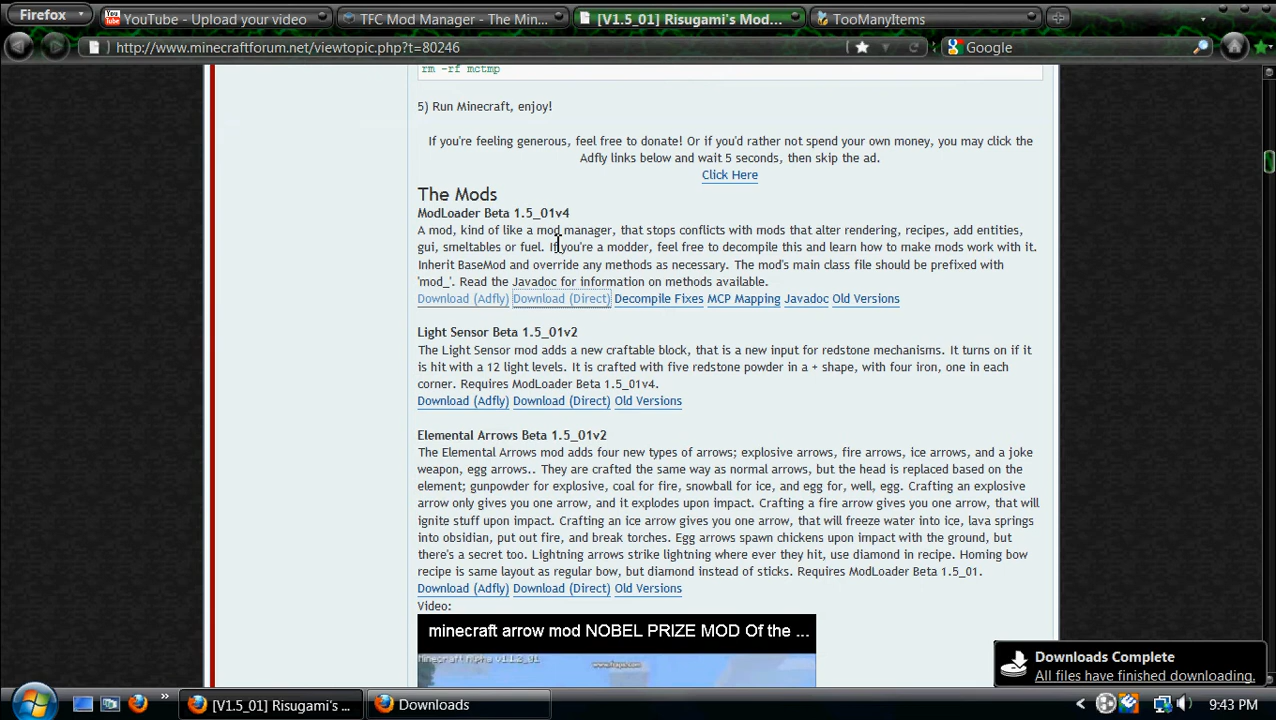 Firefox
YouTube - Upload your video
TFC Mod Manager - The Min...
[V1.5_01] Risugami's Mod...
TooManyItems
http://www.minecraftforum.net/viewtopic.php?t=80246
Google
rm -rf mctmp
5) Run Minecraft, enjoy!
If you're feeling generous, feel free to donate! Or if you'd rather not spend your own money, you may click the
Adfly links below and wait 5 seconds, then skip the ad.
Click Here
The Mods
ModLoader Beta 1.5_01v4
A mod, kind of like a mod manager, that stops conflicts with mods that alter rendering, recipes, add entities,
gui, smeltables or fuel. If you're a modder, feel free to decompile this and learn how to make mods work with it.
Inherit BaseMod and override any methods as necessary. The mod's main class file should be prefixed with
'mod_'. Read the Javadoc for information on methods available.
Download (Adfly) Download (Direct) Decompile Fixes MCP Mapping Javadoc Old Versions
Light Sensor Beta 1.5_01v2
The Light Sensor mod adds a new craftable block, that is a new input for redstone mechanisms. It turns on if it
is hit with a 12 light levels. It is crafted with five redstone powder in a + shape, with four iron, one in each
corner. Requires ModLoader Beta 1.5_01v4.
Download (Adfly) Download (Direct) Old Versions
Elemental Arrows Beta 1.5_01v2
The Elemental Arrows mod adds four new types of arrows; explosive arrows, fire arrows, ice arrows, and a joke
weapon, egg arrows.. They are crafted the same way as normal arrows, but the head is replaced based on the
element; gunpowder for explosive, coal for fire, snowball for ice, and egg for, well, egg. Crafting an explosive
arrow only gives you one arrow, and it explodes upon impact. Crafting a fire arrow gives you one arrow, that will
ignite stuff upon impact. Crafting an ice arrow gives you one arrow, that will freeze water into ice, lava springs
into obsidian, put out fire, and break torches. Egg arrows spawn chickens upon impact with the ground, but
there's a secret too. Lightning arrows strike lightning where ever they hit, use diamond in recipe. Homing bow
recipe is same layout as regular bow, but diamond instead of sticks. Requires ModLoader Beta 1.5_01.
Download (Adfly) Download (Direct) Old Versions
Video:
minecraft arrow mod NOBEL PRIZE MOD Of the ...
Minecraft Alpha v1.1.2_01
www.fraps.com
Downloads Complete
All files have finished downloading.
[V1.5_01] Risugami's ...
Downloads
9:43 PM